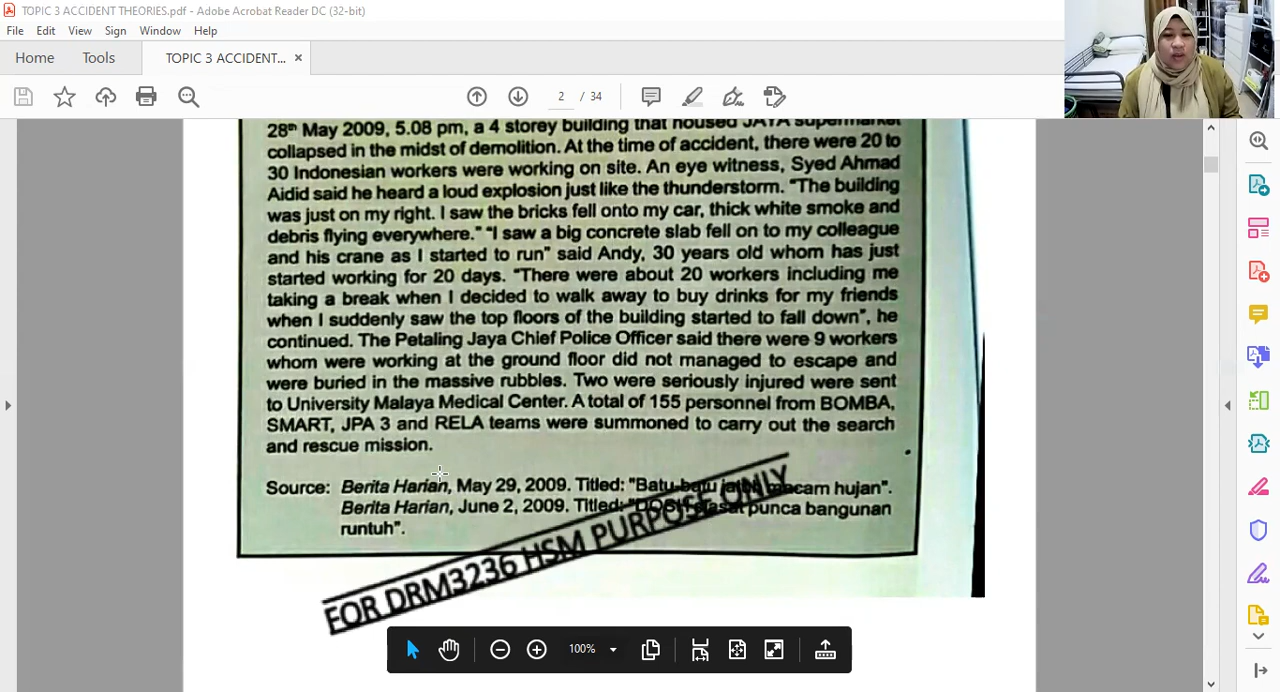 TOPIC 3 ACCIDENT THEORIES.pdf - Adobe Acrobat Reader DC (32-bit)
File Edit View Sign Window Help
Home Tools TOPIC 3 ACCIDENT... ×
2 / 34
28th May 2009, 5.08 pm, a 4 storey building that housed JAYA supermarket
collapsed in the midst of demolition. At the time of accident, there were 20 to
30 Indonesian workers were working on site. An eye witness, Syed Ahmad
Aidid said he heard a loud explosion just like the thunderstorm. "The building
was just on my right. I saw the bricks fell onto my car, thick white smoke and
debris flying everywhere." "I saw a big concrete slab fell on to my colleague
and his crane as I started to run" said Andy, 30 years old whom has just
started working for 20 days. "There were about 20 workers including me
taking a break when I decided to walk away to buy drinks for my friends
when I suddenly saw the top floors of the building started to fall down", he
continued. The Petaling Jaya Chief Police Officer said there were 9 workers
whom were working at the ground floor did not managed to escape and
were buried in the massive rubbles. Two were seriously injured were sent
to University Malaya Medical Center. A total of 155 personnel from BOMBA,
SMART, JPA 3 and RELA teams were summoned to carry out the search
and rescue mission.
Source: Berita Harian, May 29, 2009. Titled: "Batu-batu jatuh macam hujan".
Berita Harian, June 2, 2009. Titled: "DOSH siasat punca bangunan
runtuh".
FOR DRM3236 HSM PURPOSE ONLY
100%